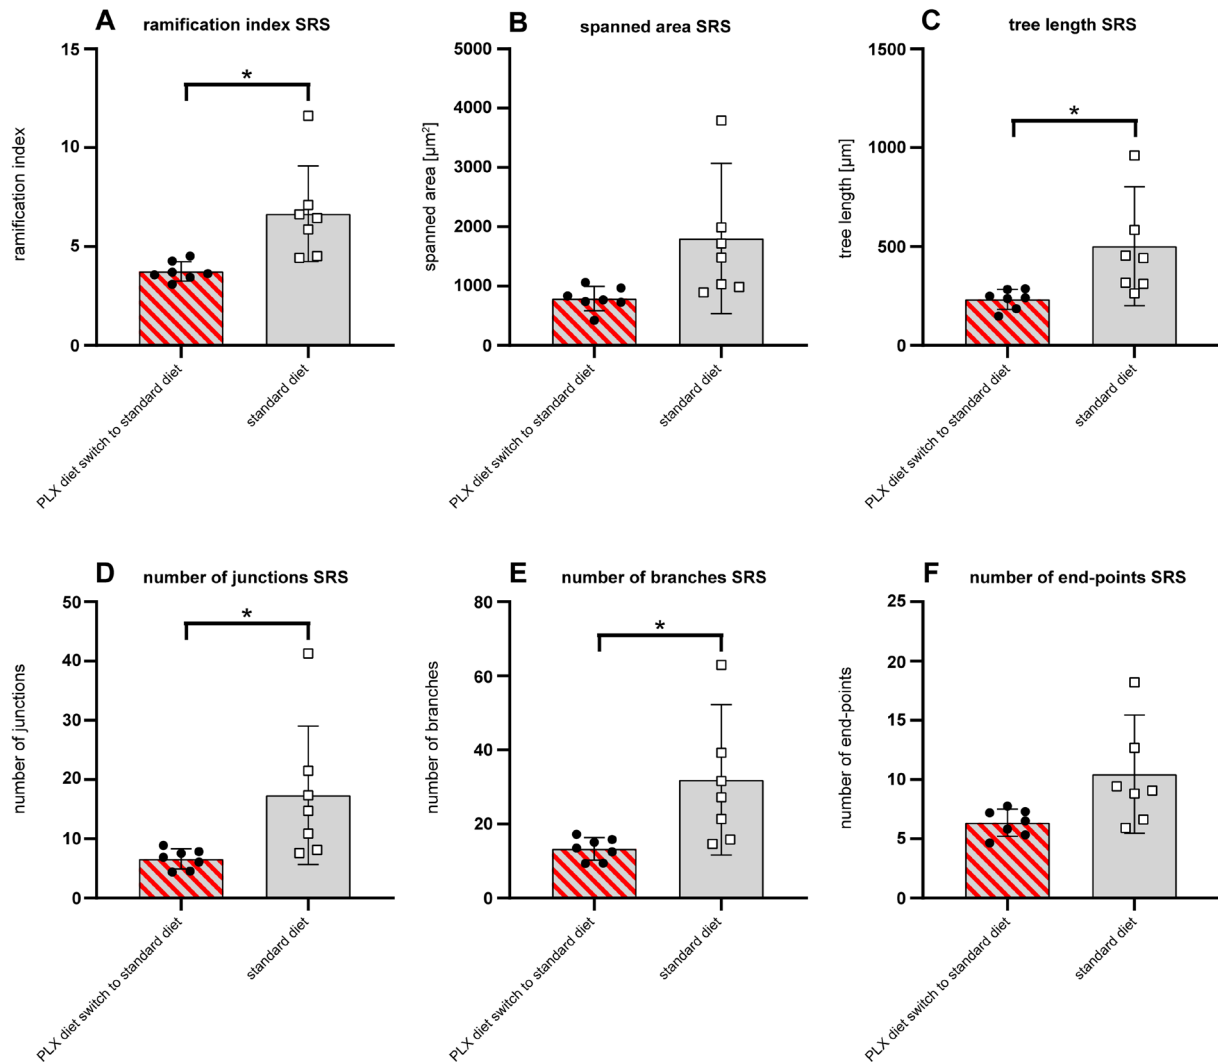 A ramification index SRS
15
10
5
0
ramification index
*
PLX diet switch to standard diet
standard diet
B spanned area SRS
5000
4000
3000
2000
1000
0
spanned area [µm²]
PLX diet switch to standard diet
standard diet
C tree length SRS
1500
1000
500
0
tree length [µm]
*
PLX diet switch to standard diet
standard diet
D number of junctions SRS
50
40
30
20
10
0
number of junctions
*
PLX diet switch to standard diet
standard diet
E number of branches SRS
80
60
40
20
0
number of branches
*
PLX diet switch to standard diet
standard diet
F number of end-points SRS
25
20
15
10
5
0
number of end-points
PLX diet switch to standard diet
standard diet